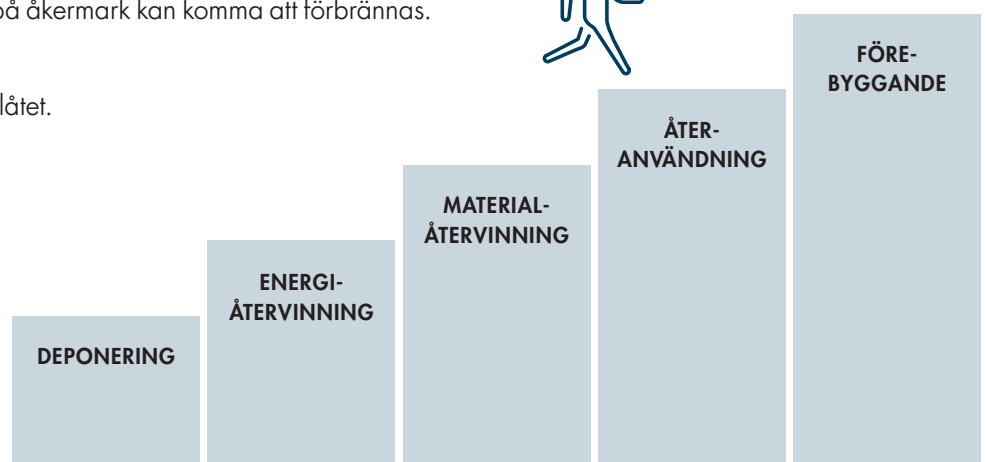 på åkermark kan komma att förbrännas.
låtet.
FÖRE-
BYGGANDE
ÅTER-
ANVÄNDNING
MATERIAL-
ÅTERVINNING
ENERGI-
ÅTERVINNING
DEPONERING